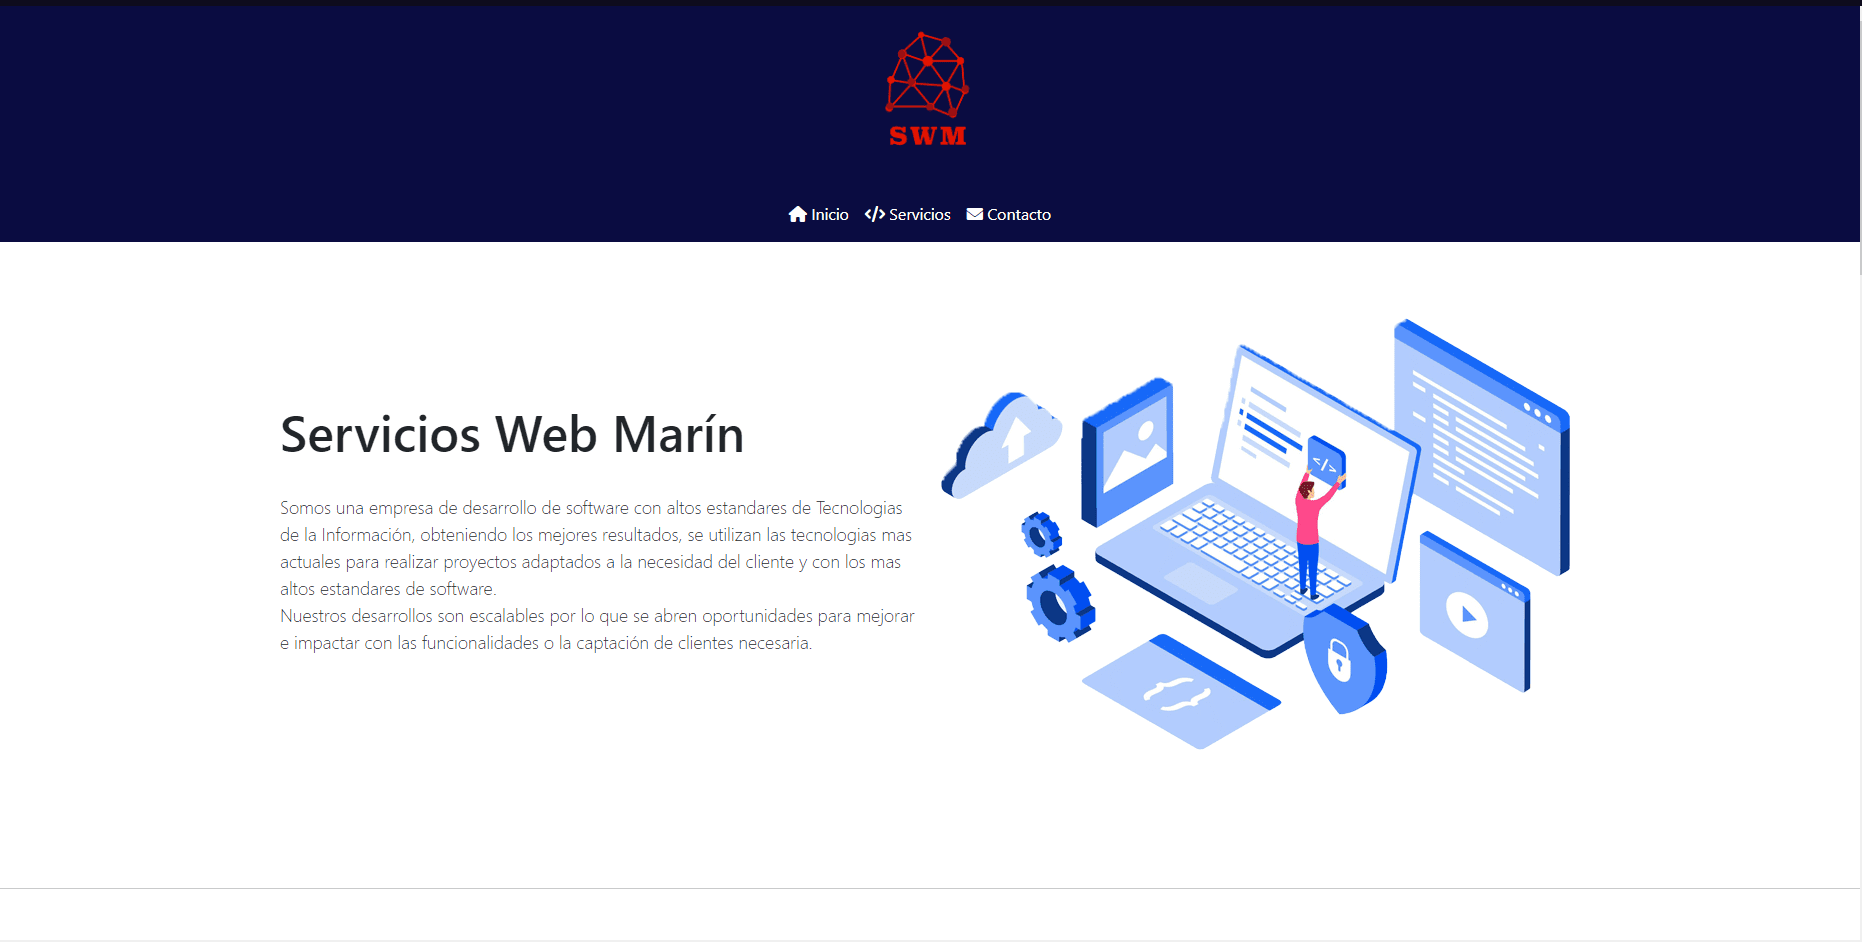 SWM
Inicio Servicios Contacto
Servicios Web Marín
Somos una empresa de desarrollo de software con altos estandares de Tecnologias
de la Información, obteniendo los mejores resultados, se utilizan las tecnologias mas
actuales para realizar proyectos adaptados a la necesidad del cliente y con los mas
altos estandares de software.
Nuestros desarrollos son escalables por lo que se abren oportunidades para mejorar
e impactar con las funcionalidades o la captación de clientes necesaria.